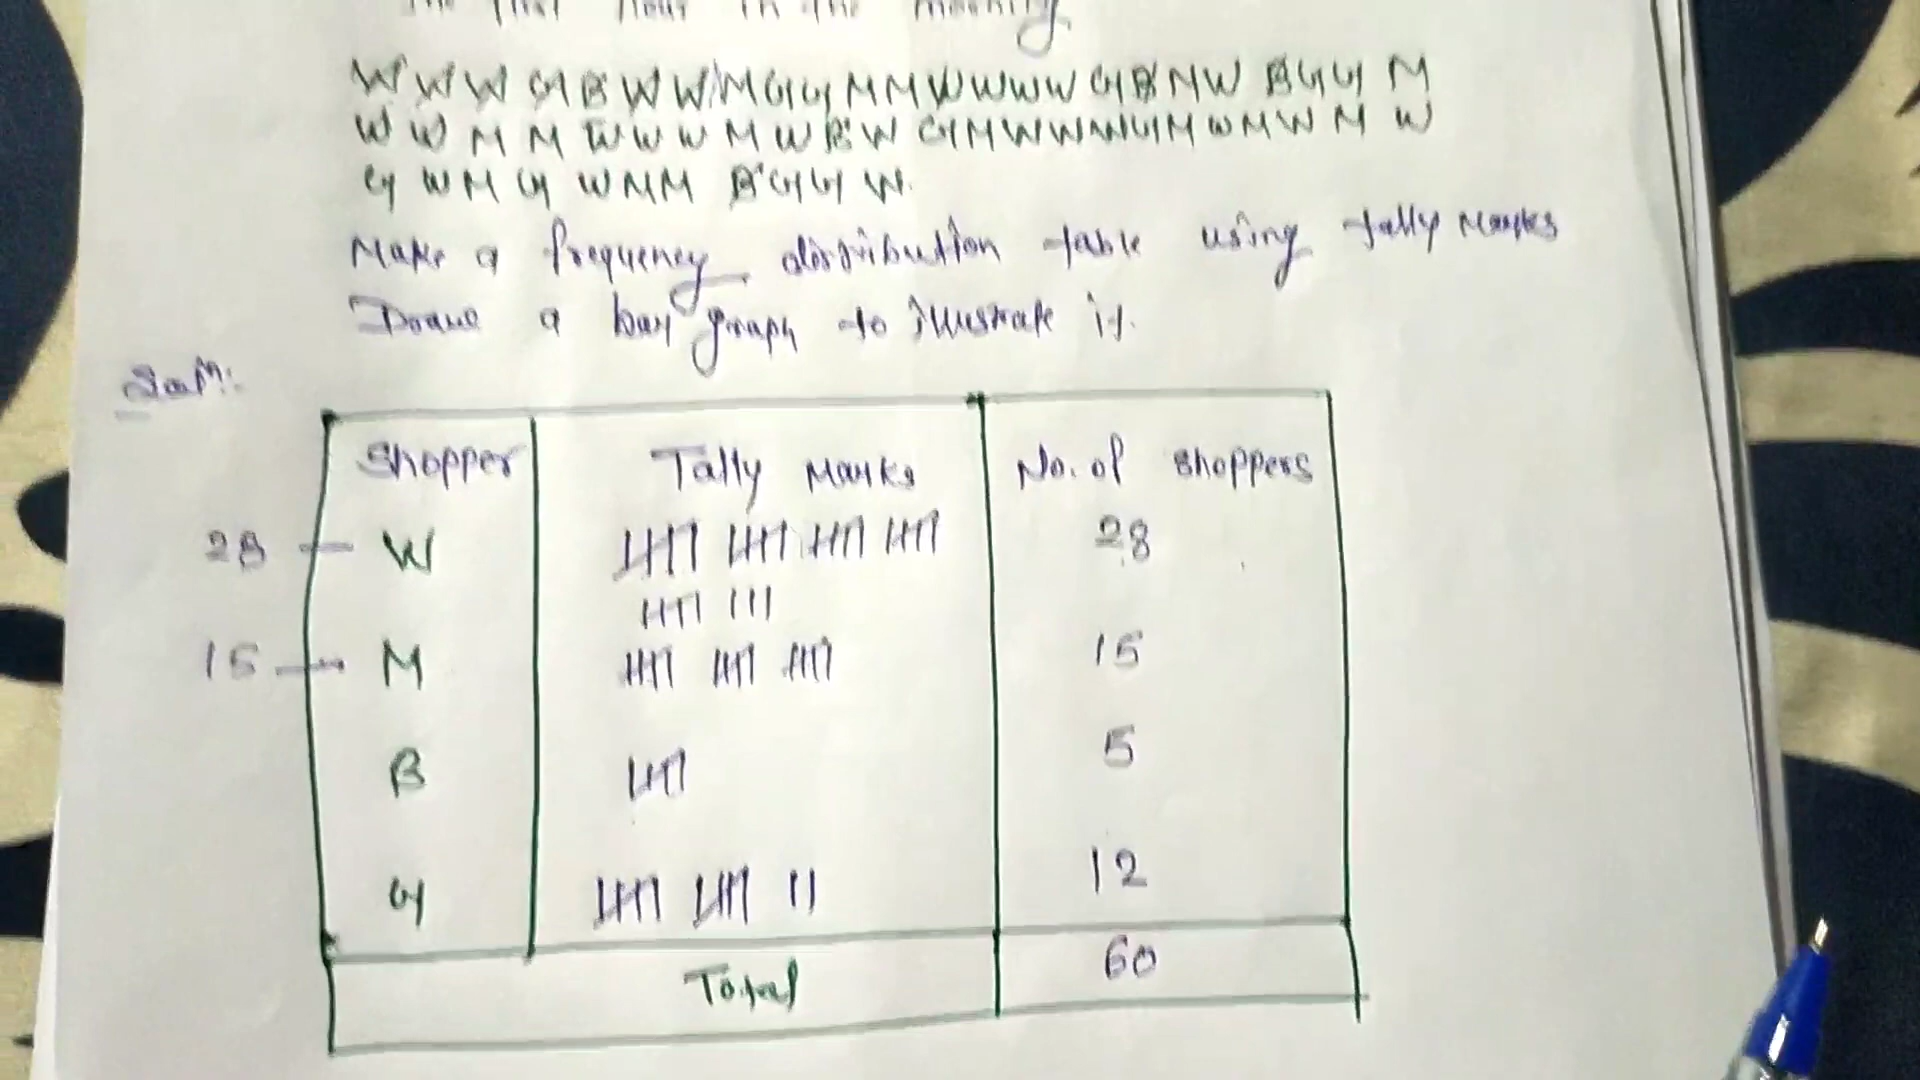 W W W G B W W M G G M M W W W W G B M W B G G M
W W M M W W W M W B W G M W W W W G M W M W M W
G W M G W M M B G G W.
Make a frequency distribution table using tally Marks
Draw a bar graph to illustrate it.
Soln:
Shopper Tally Marks No. of shoppers
28 — W 28
15 — M 15
B 5
G 12
Total 60